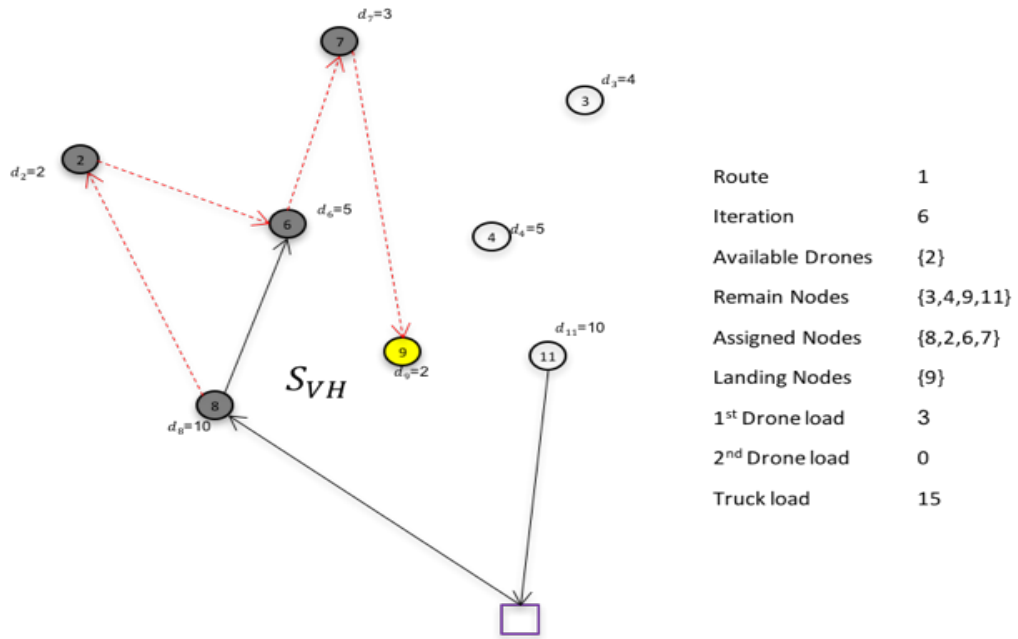 d₇=3
7
d₃=4
3
2
d₂=2
d₆=5
6
4
d₄=5
d₁₁=10
9
11
d₉=2
S_VH
8
d₈=10
Route 1
Iteration 6
Available Drones {2}
Remain Nodes {3,4,9,11}
Assigned Nodes {8,2,6,7}
Landing Nodes {9}
1st Drone load 3
2nd Drone load 0
Truck load 15